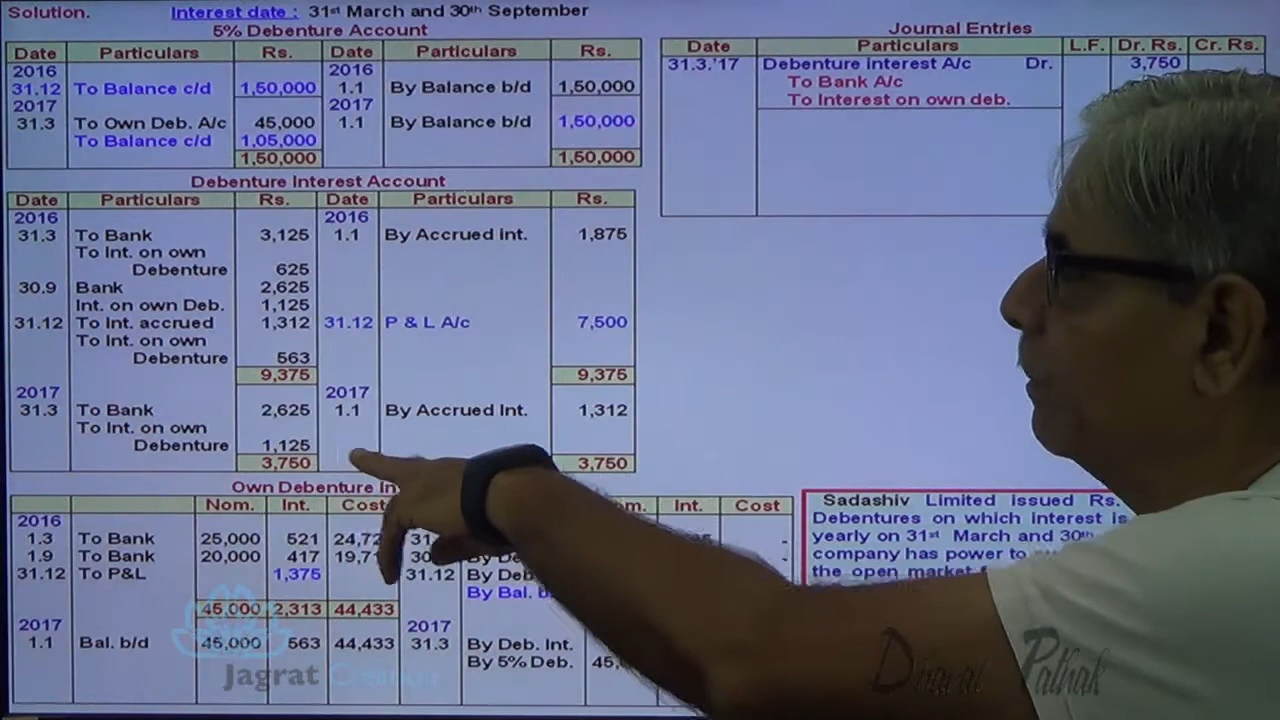 Solution. Interest date : 31st March and 30th September
5% Debenture Account
Date Particulars Rs. Date Particulars Rs.
2016 2016
31.12 To Balance c/d 1,50,000 1.1 By Balance b/d 1,50,000
2017 2017
31.3 To Own Deb. A/c 45,000 1.1 By Balance b/d 1,50,000
To Balance c/d 1,05,000
1,50,000 1,50,000
Debenture Interest Account
Date Particulars Rs. Date Particulars Rs.
2016 2016
31.3 To Bank 3,125 1.1 By Accrued int. 1,875
To Int. on own
Debenture 625
30.9 Bank 2,625
Int. on own Deb. 1,125
31.12 To Int. accrued 1,312 31.12 P & L A/c 7,500
To Int. on own
Debenture 563
9,375 9,375
2017 2017
31.3 To Bank 2,625 1.1 By Accrued Int. 1,312
To Int. on own
Debenture 1,125
3,750 3,750
Own Debenture In
Nom. Int. Cost Int. Cost
2016
1.3 To Bank 25,000 521
1.9 To Bank 20,000 417
31.12 To P&L 1,375 31.12 By Deb
By Bal. b
45,000 2,313 44,433
2017 2017
1.1 Bal. b/d 45,000 563 44,433 31.3 By Deb. Int.
By 5% Deb. 45,
Journal Entries
Date Particulars L.F. Dr. Rs. Cr. Rs.
31.3.'17 Debenture interest A/c Dr. 3,750
To Bank A/c
To Interest on own deb.
Sadashiv Limited issued Rs.
Debentures on which interest is
yearly on 31st March and 30th
company has power to
the open market f
Jagrat Creation
Pathak